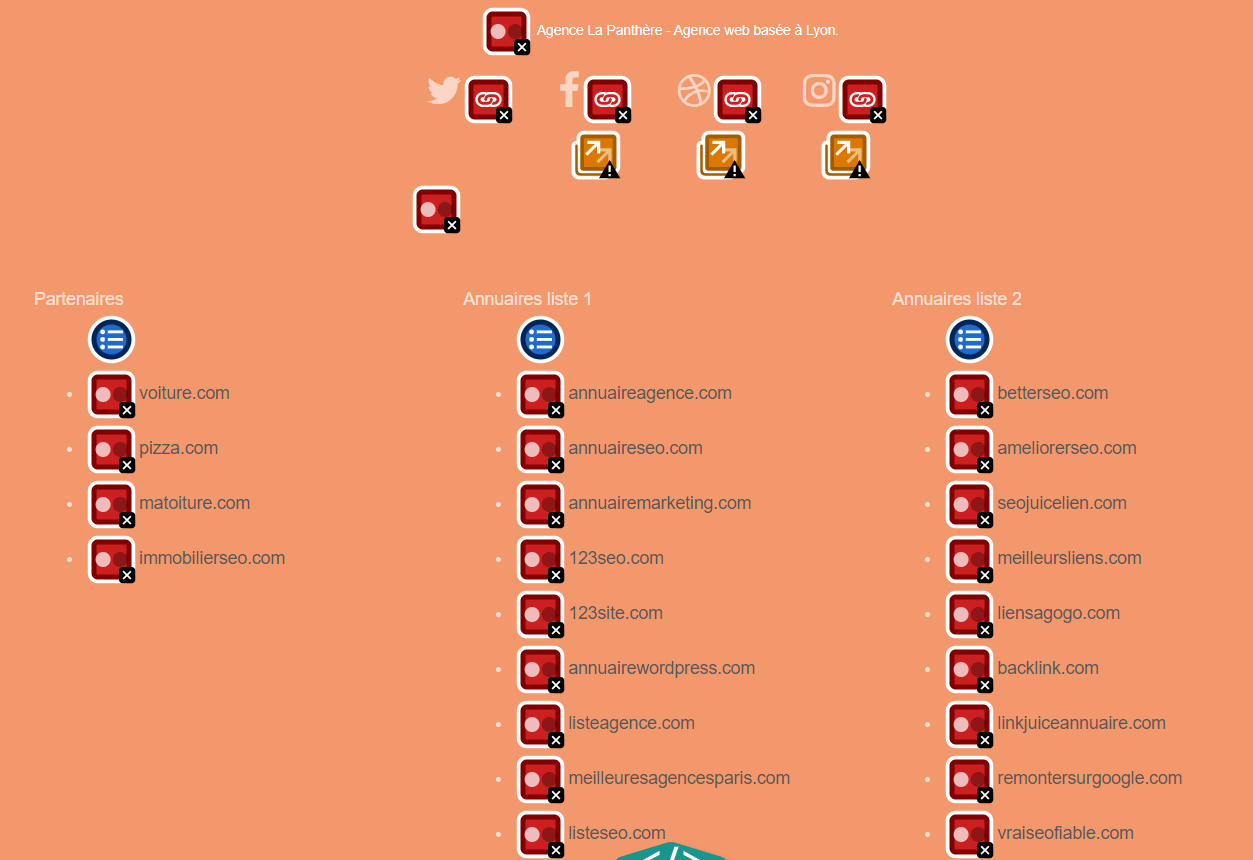 Agence La Panthère - Agence web basée à Lyon.
Partenaires
voiture.com
pizza.com
matoiture.com
immobilierseo.com
Annuaires liste 1
annuaireagence.com
annuaireseo.com
annuairemarketing.com
123seo.com
123site.com
annuairewordpress.com
listeagence.com
meilleuresagencesparis.com
listeseo.com
Annuaires liste 2
betterseo.com
ameliorerseo.com
seojuicelien.com
meilleursliens.com
liensagogo.com
backlink.com
linkjuiceannuaire.com
remontersurgoogle.com
vraiseofiable.com